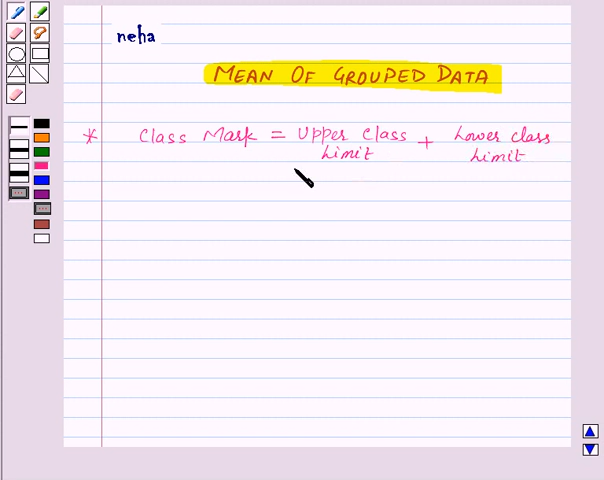 neha
MEAN OF GROUPED DATA
* Class Mark = Upper Class Limit + Lower Class Limit